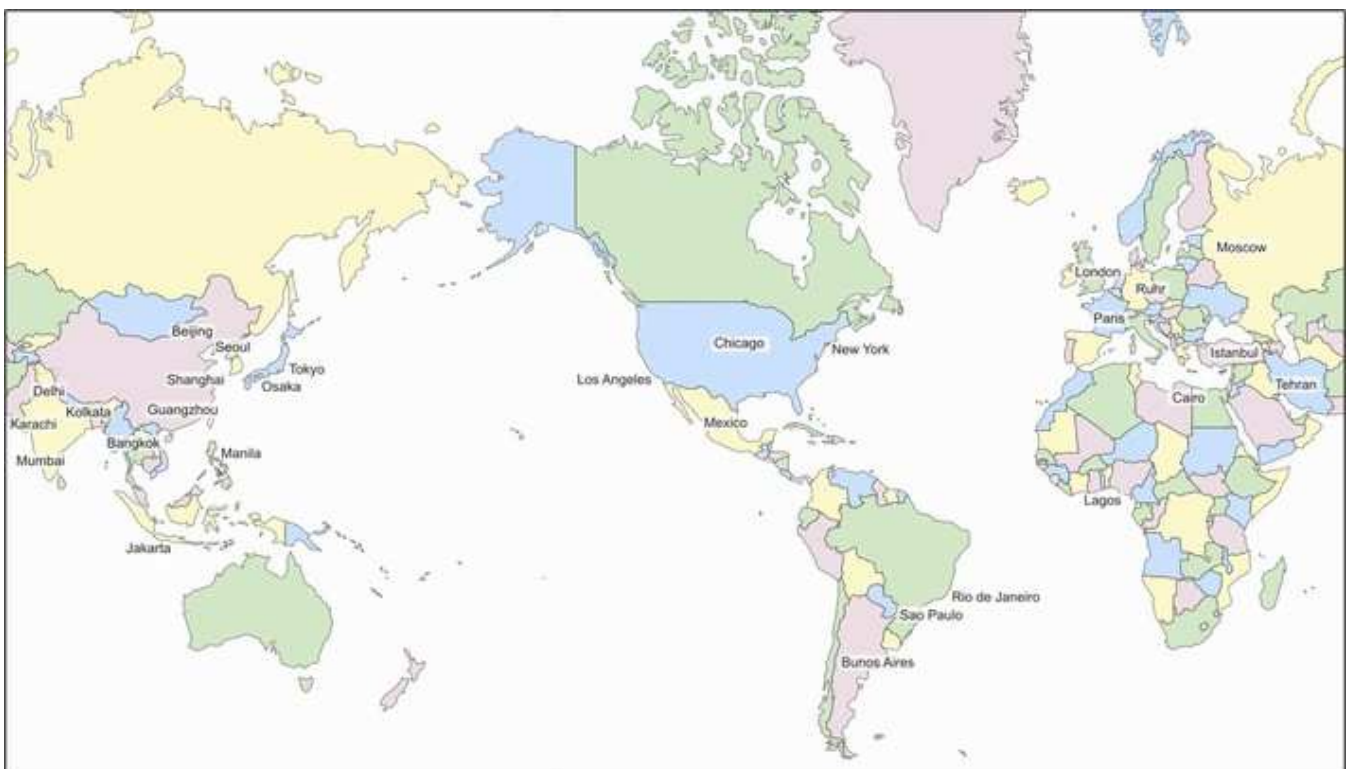 Moscow
London
Ruhr
Paris
Beijing
Seoul
Chicago
New York
Istanbul
Tokyo
Shanghai
Osaka
Los Angeles
Tehran
Delhi
Cairo
Kolkata
Guangzhou
Karachi
Mexico
Bangkok
Manila
Mumbai
Lagos
Jakarta
Rio de Janeiro
Sao Paulo
Bunos Aires